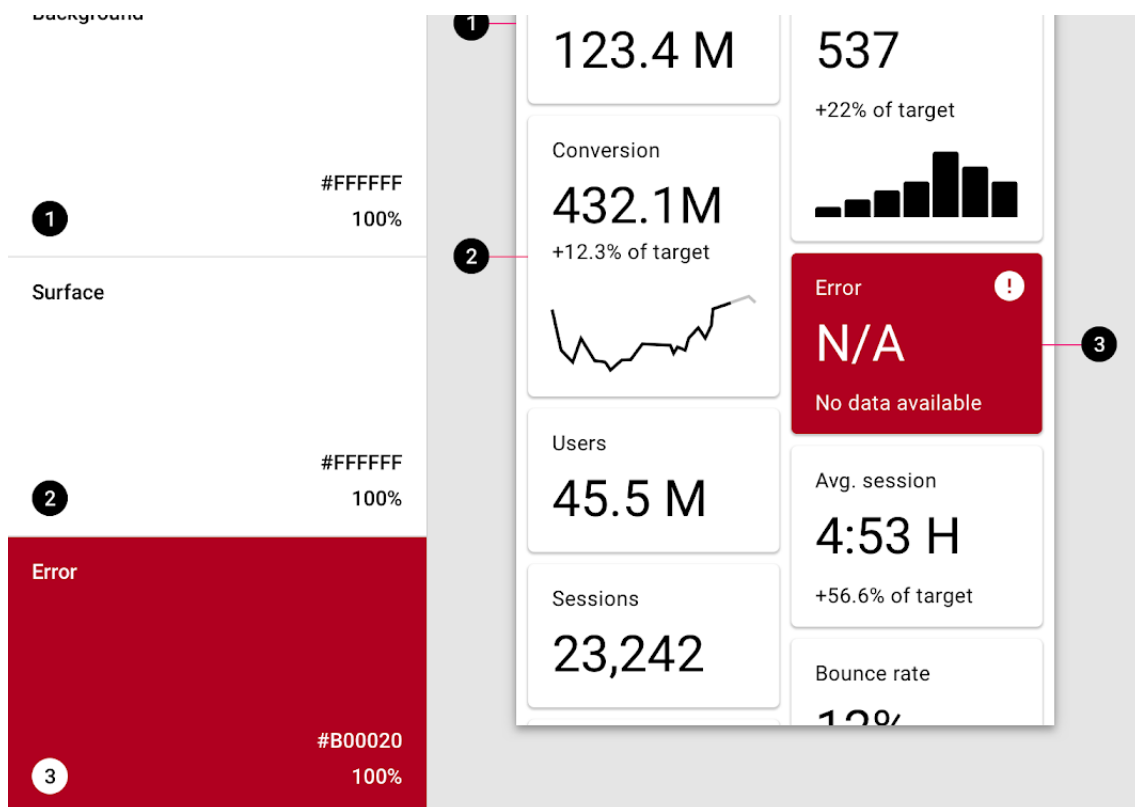 Background
#FFFFFF
1
100%
Surface
#FFFFFF
2
100%
Error
#B00020
3
100%
1
123.4 M
Conversion
432.1M
2
+12.3% of target
Users
45.5 M
Sessions
23,242
537
+22% of target
Error
!
N/A
3
No data available
Avg. session
4:53 H
+56.6% of target
Bounce rate
12%